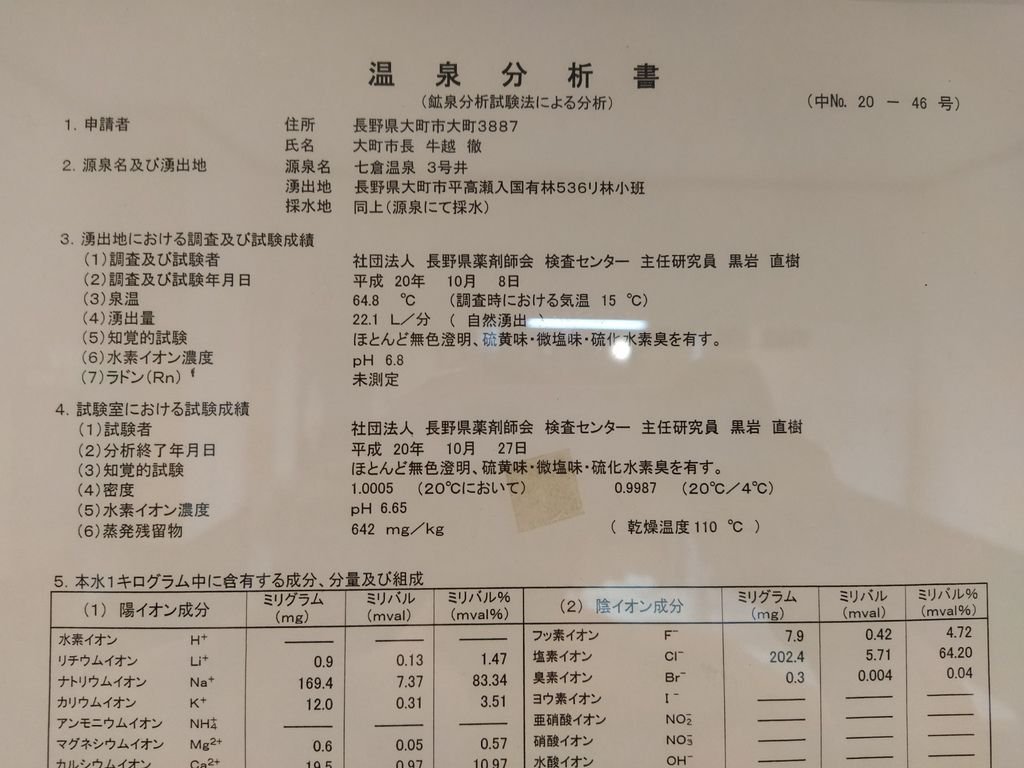 温 泉 分 析 書
(鉱泉分析試験法による分析)
(中No. 20 － 46 号)
1. 申請者 住所 長野県大町市大町3887
氏名 大町市長 牛越 徹
2. 源泉名及び湧出地 源泉名 七倉温泉 3号井
湧出地 長野県大町市平高瀬入国有林536リ林小班
採水地 同上(源泉にて採水)
3. 湧出地における調査及び試験成績
(1)調査及び試験者 社団法人 長野県薬剤師会 検査センター 主任研究員 黒岩 直樹
(2)調査及び試験年月日 平成 20年 10月 8日
(3)泉温 64.8 ℃ (調査時における気温 15 ℃)
(4)湧出量 22.1 L／分 ( 自然湧出 )
(5)知覚的試験 ほとんど無色澄明、硫黄味・微塩味・硫化水素臭を有す。
(6)水素イオン濃度 pH 6.8
(7)ラドン(Rn) 未測定
4. 試験室における試験成績
(1)試験者 社団法人 長野県薬剤師会 検査センター 主任研究員 黒岩 直樹
(2)分析終了年月日 平成 20年 10月 27日
(3)知覚的試験 ほとんど無色澄明、硫黄味・微塩味・硫化水素臭を有す。
(4)密度 1.0005 (20℃において) 0.9987 (20℃／4℃)
(5)水素イオン濃度 pH 6.65
(6)蒸発残留物 642 mg／kg ( 乾燥温度 110 ℃ )
5. 本水1キログラム中に含有する成分、分量及び組成
(1) 陽イオン成分 ミリグラム (mg) ミリバル (mval) ミリバル% (mval%) (2) 陰イオン成分 ミリグラム (mg) ミリバル (mval) ミリバル% (mval%)
水素イオン H⁺ —— —— —— フッ素イオン F⁻ 7.9 0.42 4.72
リチウムイオン Li⁺ 0.9 0.13 1.47 塩素イオン Cl⁻ 202.4 5.71 64.20
ナトリウムイオン Na⁺ 169.4 7.37 83.34 臭素イオン Br⁻ 0.3 0.004 0.04
カリウムイオン K⁺ 12.0 0.31 3.51 ヨウ素イオン I⁻ —— —— ——
アンモニウムイオン NH₄⁺ —— —— —— 亜硝酸イオン NO₂⁻ —— —— ——
マグネシウムイオン Mg²⁺ 0.6 0.05 0.57 硝酸イオン NO₃⁻ —— —— ——
カルシウムイオン Ca²⁺ 19.5 0.97 10.97 水酸イオン OH⁻ —— —— ——